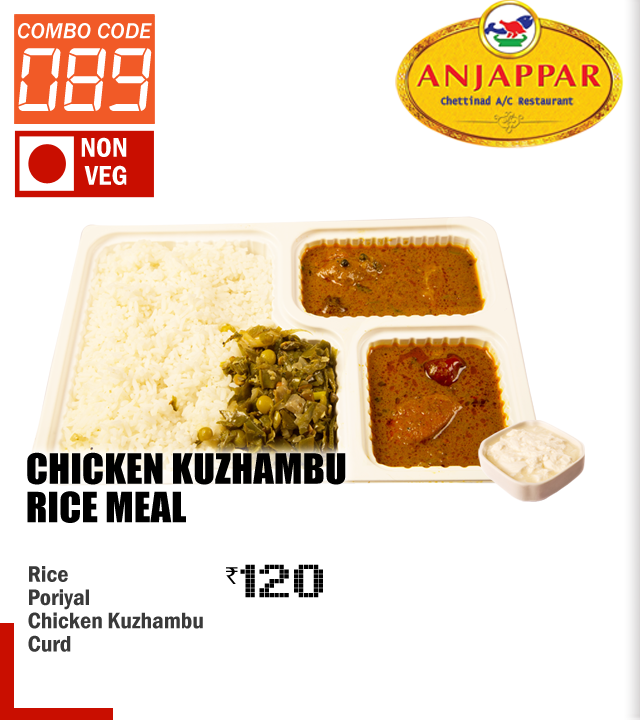 COMBO CODE
089
NON
VEG
ANJAPPAR
Chettinad A/C Restaurant
CHICKEN KUZHAMBU
RICE MEAL
Rice
Poriyal
Chicken Kuzhambu
Curd
₹120